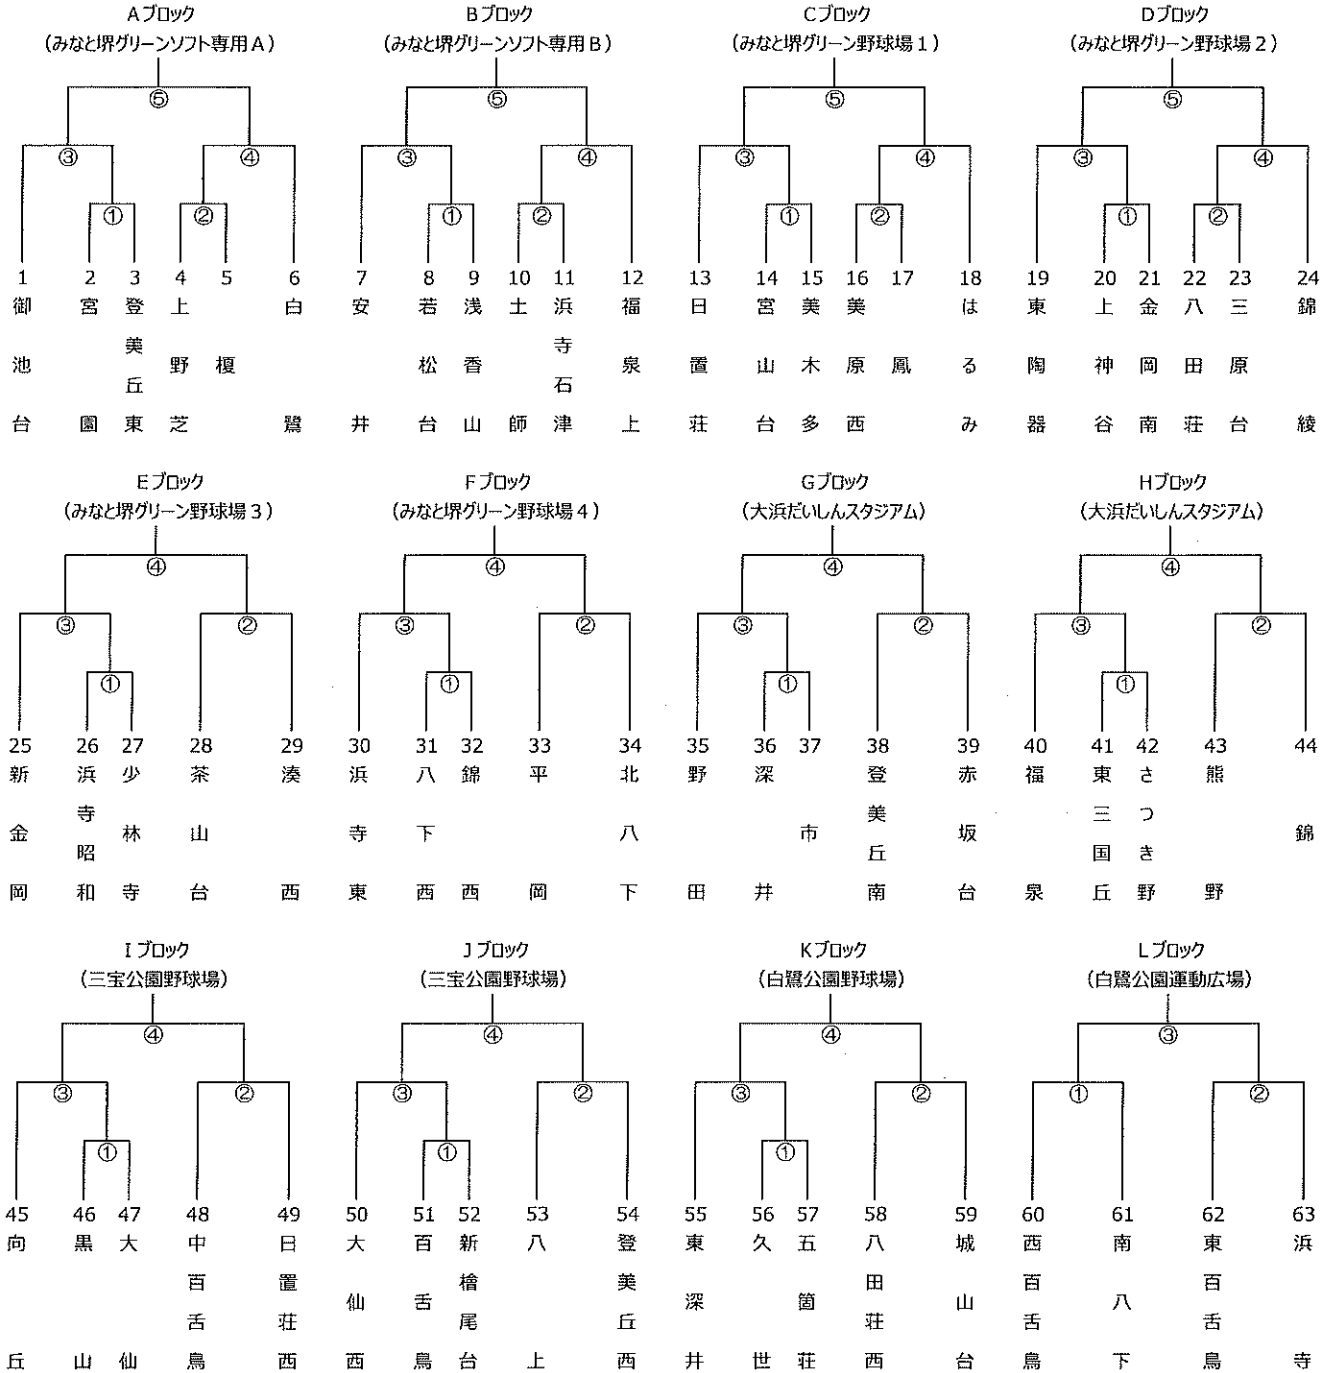 Aブロック
(みなと堺グリーンソフト専用A)
⑤
③
④
①
②
1 御池台
2 宮園
3 登美丘東
4 上野芝
5 榎
6 白鷺
Bブロック
(みなと堺グリーンソフト専用B)
⑤
③
④
①
②
7 安井
8 若松台
9 浅香山
10 土師
11 浜寺石津
12 福泉上
Cブロック
(みなと堺グリーン野球場1)
⑤
③
④
①
②
13 日置荘
14 宮山台
15 美木多
16 美原西
17 鳳
18 はるみ
Dブロック
(みなと堺グリーン野球場2)
⑤
③
④
①
②
19 東陶器
20 上神谷
21 金岡南
22 八田荘
23 三原台
24 錦綾
Eブロック
(みなと堺グリーン野球場3)
④
③
②
①
25 新金岡
26 浜寺昭和
27 少林寺
28 茶山台
29 湊西
Fブロック
(みなと堺グリーン野球場4)
④
③
②
①
30 浜寺東
31 八下西
32 錦西
33 平岡
34 北八下
Gブロック
(大浜だいしんスタジアム)
④
③
②
①
35 野田
36 深井
37 市
38 登美丘南
39 赤坂台
Hブロック
(大浜だいしんスタジアム)
④
③
②
①
40 福泉
41 東三国丘
42 さつき野
43 熊野
44 錦
Iブロック
(三宝公園野球場)
④
③
②
①
45 向丘
46 黒山
47 大仙
48 中百舌鳥
49 日置荘西
Jブロック
(三宝公園野球場)
④
③
②
①
50 大仙西
51 百舌鳥
52 新檜尾台
53 八上
54 登美丘西
Kブロック
(白鷺公園野球場)
④
③
②
①
55 東深井
56 久世
57 五箇荘
58 八田荘西
59 城山台
Lブロック
(白鷺公園運動広場)
③
①
②
60 西百舌鳥
61 南八下
62 東百舌鳥
63 浜寺